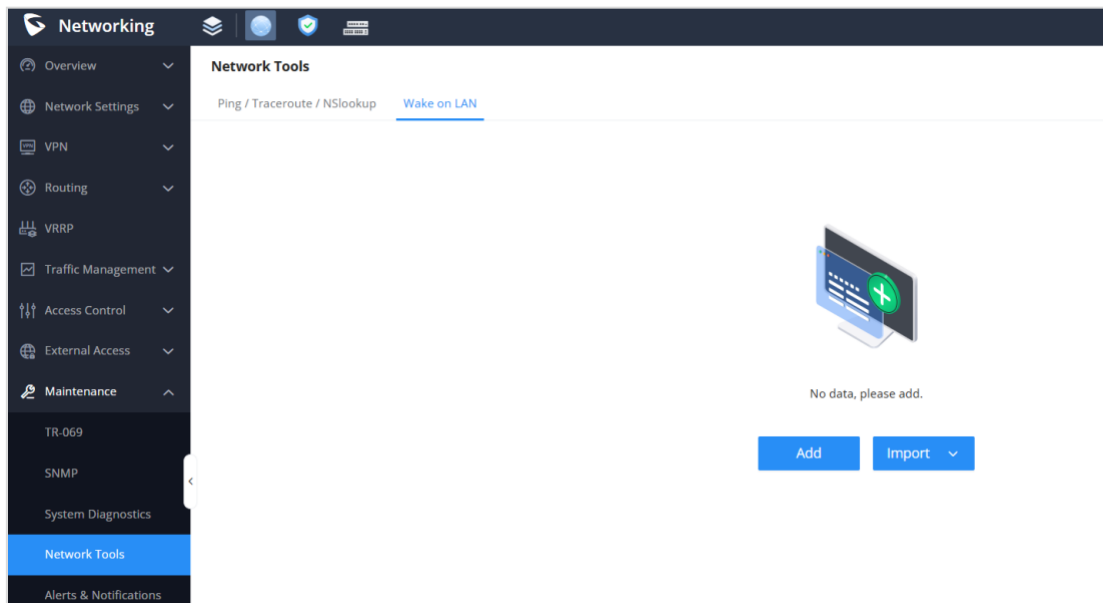 Networking
Overview
Network Settings
VPN
Routing
VRRP
Traffic Management
Access Control
External Access
Maintenance
TR-069
SNMP
System Diagnostics
Network Tools
Alerts & Notifications
Network Tools
Ping / Traceroute / NSlookup
Wake on LAN
No data, please add.
Add
Import